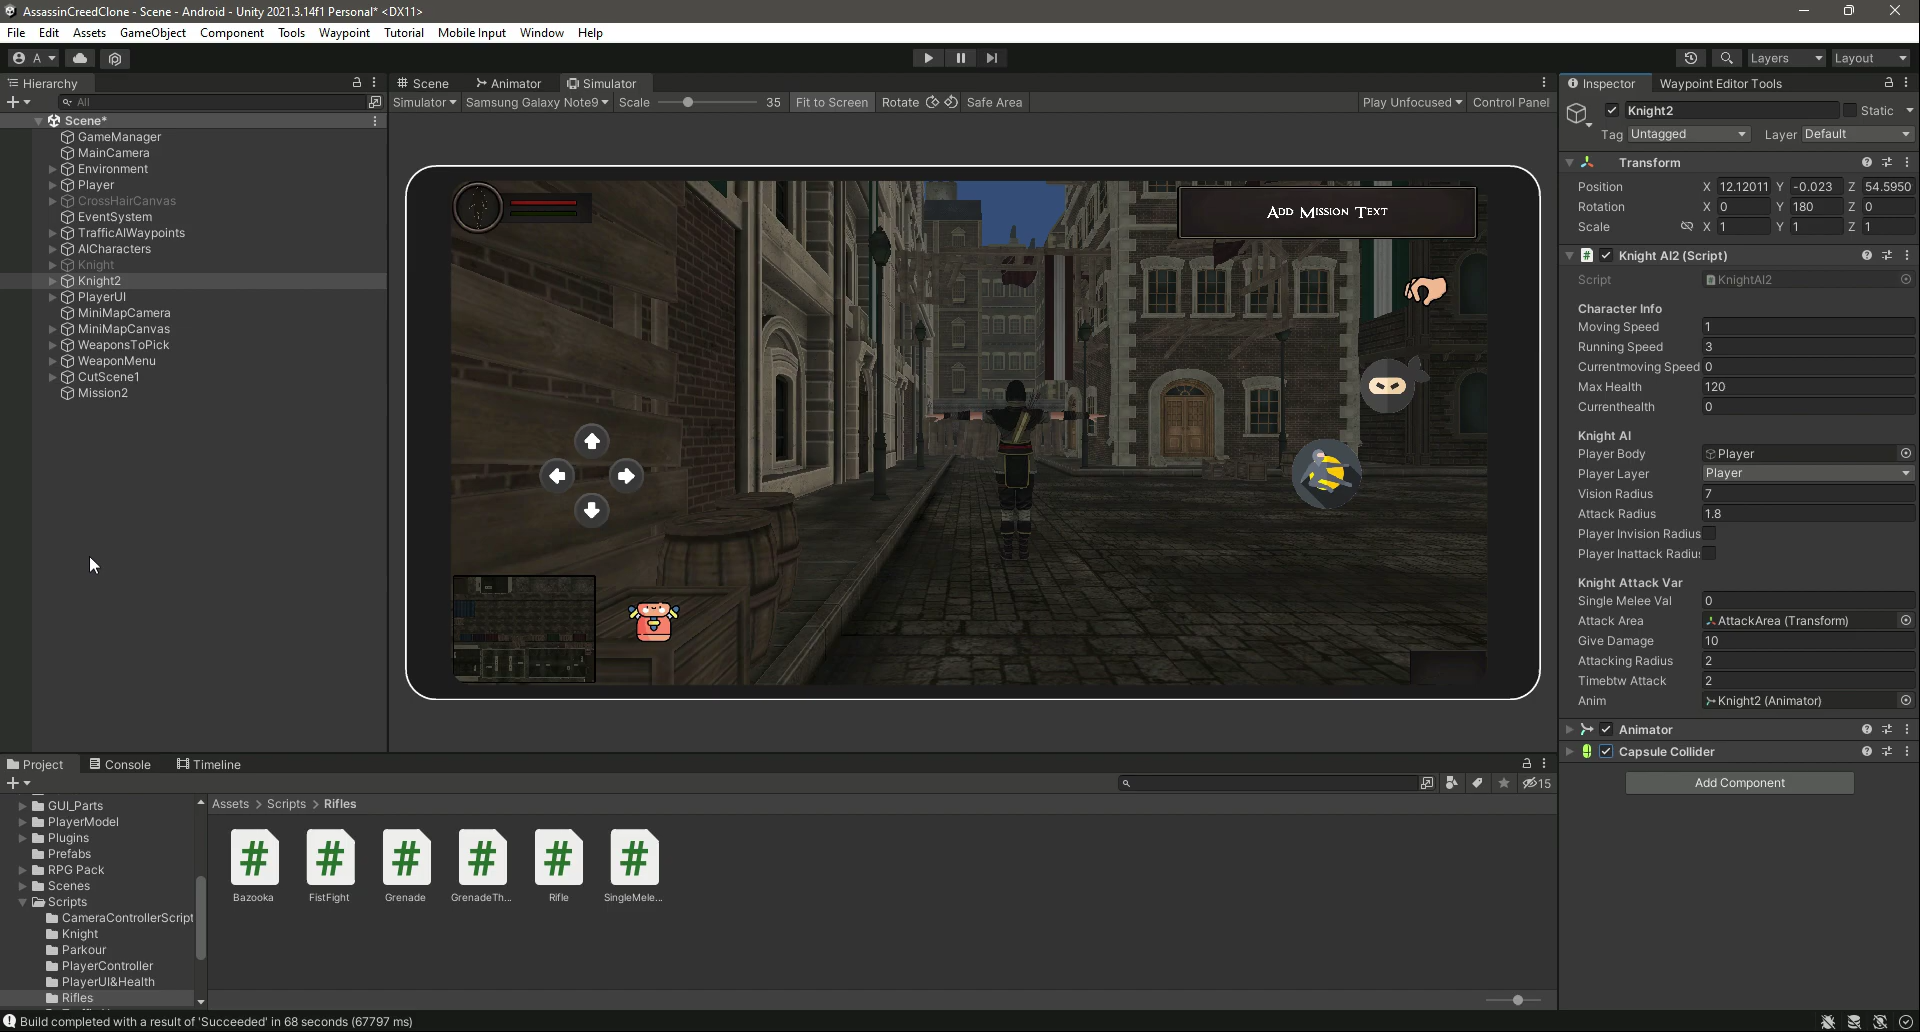 AssassinCreedClone - Scene - Android - Unity 2021.3.14f1 Personal* <DX11>
File Edit Assets GameObject Component Tools Jobs Waypoint Tutorial Mobile Input Window Help
A
Layers Layout
Hierarchy
All
Scene*
GameManager
MainCamera
Environment
Player
CrossHairCanvas
EventSystem
TrafficAIWaypoints
AICharacters
Knight
Knight2
PlayerUI
MiniMapCamera
MiniMapCanvas
WeaponsToPick
WeaponMenu
CutScene1
Mission2
Scene Animator Simulator
Simulator Samsung Galaxy Note9 Scale 35 Fit to Screen Rotate Safe Area Play Unfocused Control Panel
Add Mission Text
Inspector Waypoint Editor Tools
Knight2 Static
Tag Untagged Layer Default
Transform
Position X 12.12011 Y -0.023 Z 54.5950
Rotation X 0 Y 180 Z 0
Scale X 1 Y 1 Z 1
Knight AI2 (Script)
Script KnightAI2
Character Info
Moving Speed 1
Running Speed 3
Currentmoving Speed 0
Max Health 120
Currenthealth 0
Knight AI
Player Body Player
Player Layer Player
Vision Radius 7
Attack Radius 1.8
Player Invision Radius
Player Inattack Radiu
Knight Attack Var
Single Melee Val 0
Attack Area AttackArea (Transform)
Give Damage 10
Attacking Radius 2
Timebtw Attack 2
Anim Knight2 (Animator)
Animator
Capsule Collider
Add Component
Project Console Timeline
15
GUI_Parts
PlayerModel
Plugins
Prefabs
RPG Pack
Scenes
Scripts
CameraControllerScript
Knight
Parkour
PlayerController
PlayerUI&Health
Rifles
Assets > Scripts > Rifles
Bazooka FistFight Grenade GrenadeTh... Rifle SingleMele...
Build completed with a result of 'Succeeded' in 68 seconds (67797 ms)